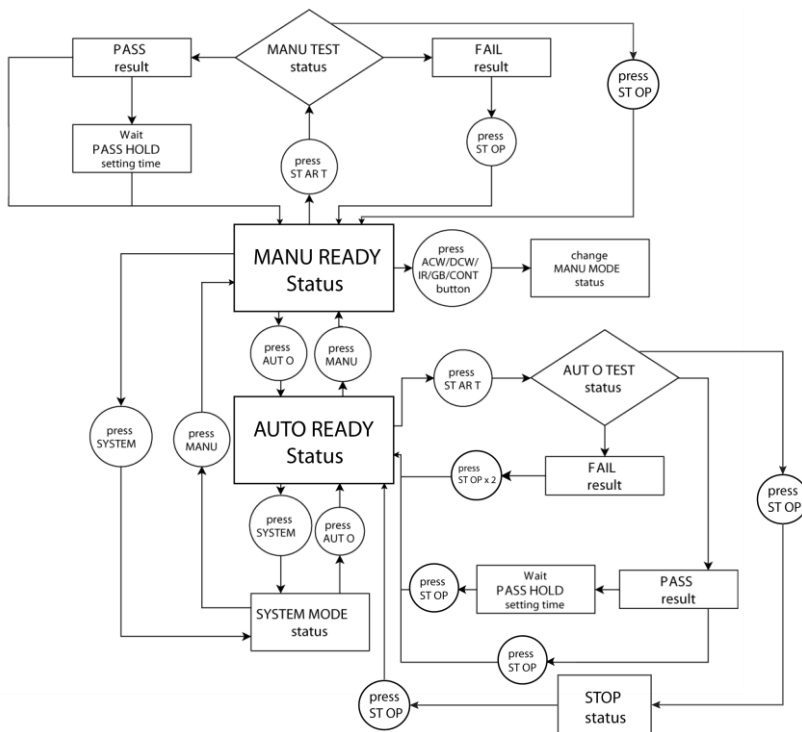 PASS
result
MANU TEST
status
FAIL
result
press
ST OP
Wait
PASS HOLD
setting time
press
ST AR T
press
ST OP
MANU READY
Status
press
ACW/DCW/
IR/GB/CONT
button
change
MANU MODE
status
press
AUT O
press
MANU
press
SYSTEM
press
MANU
AUTO READY
Status
press
ST AR T
AUT O TEST
status
press
ST OP x 2
FAIL
result
press
ST OP
press
SYSTEM
press
AUT O
SYSTEM MODE
status
press
ST OP
Wait
PASS HOLD
setting time
PASS
result
press
ST OP
press
ST OP
STOP
status